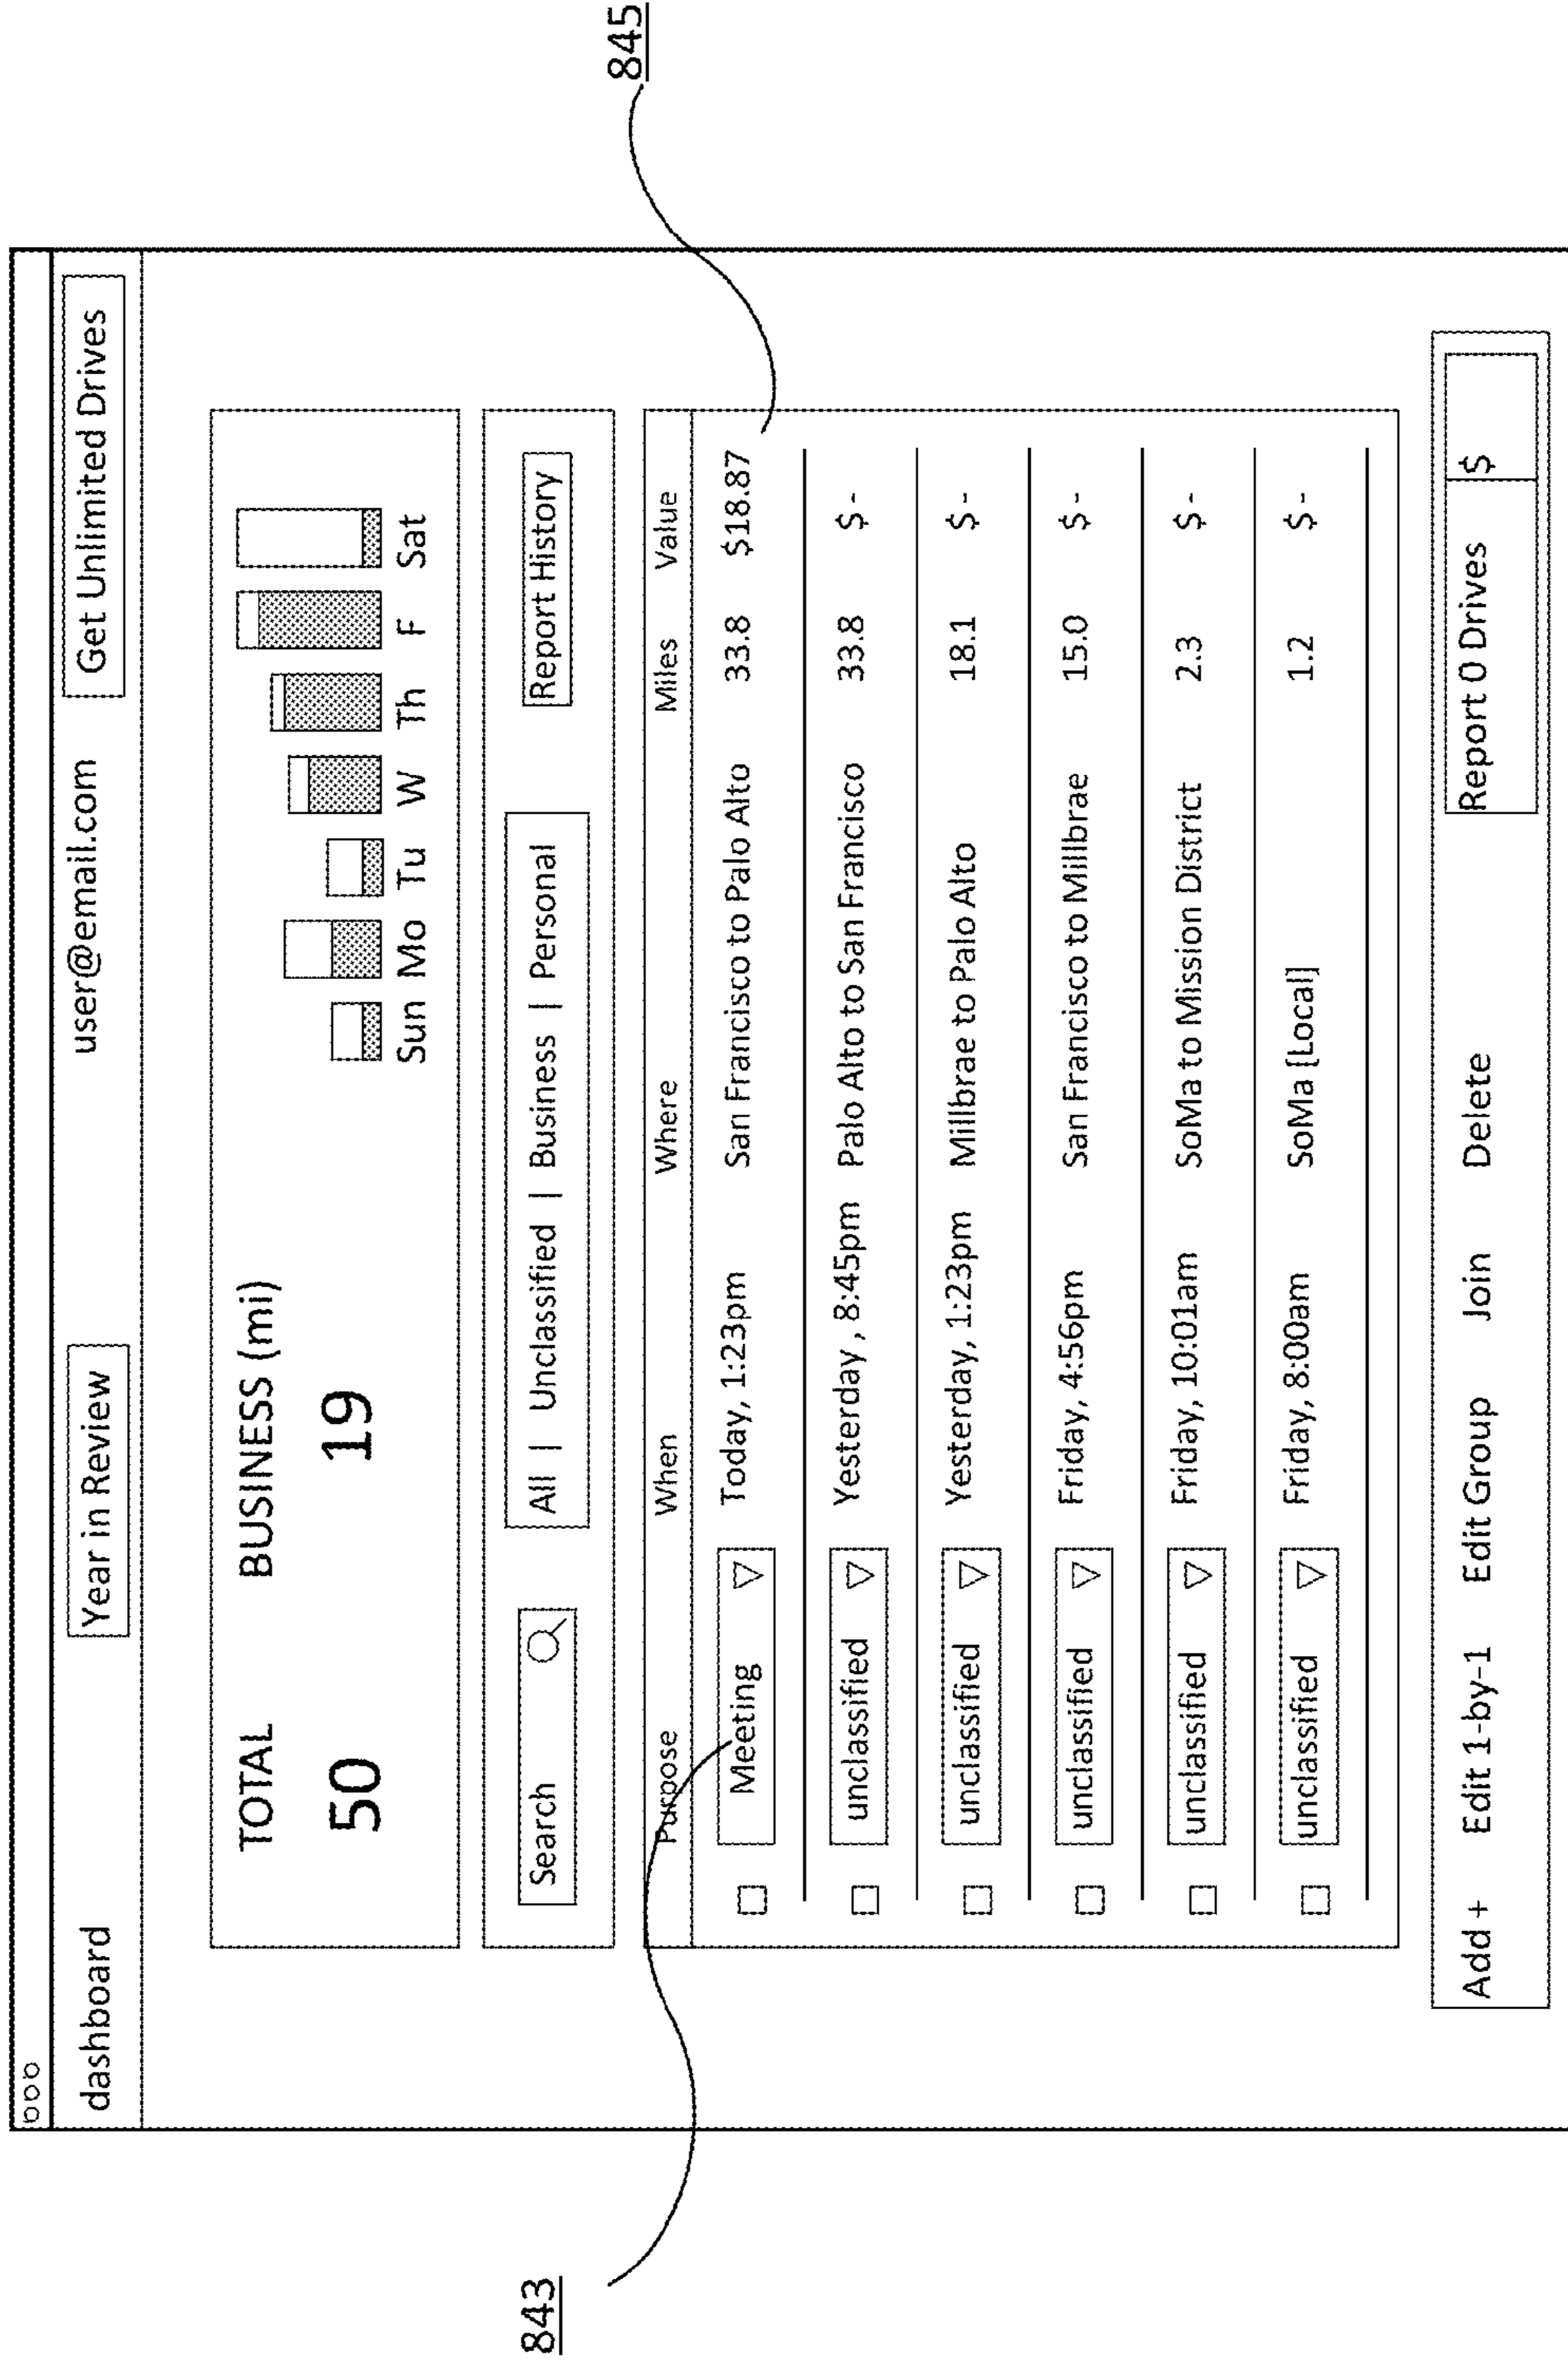 dashboard Year in Review user@email.com Get Unlimited Drives
TOTAL BUSINESS (mi)
50 19
Sun Mo Tu W Th F Sat
Search All | Unclassified | Business | Personal Report History
Purpose When Where Miles Value
Meeting Today, 1:23pm San Francisco to Palo Alto 33.8 $18.87
unclassified Yesterday , 8:45pm Palo Alto to San Francisco 33.8 $-
unclassified Yesterday, 1:23pm Millbrae to Palo Alto 18.1 $-
unclassified Friday, 4:56pm San Francisco to Millbrae 15.0 $-
unclassified Friday, 10:01am SoMa to Mission District 2.3 $-
unclassified Friday, 8:00am SoMa [Local] 1.2 $-
Add + Edit 1-by-1 Edit Group Join Delete Report 0 Drives $
843
845